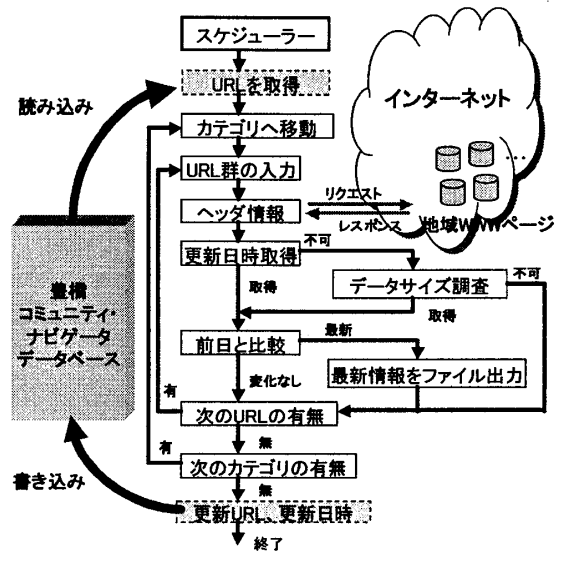 スケジューラー
URLを取得
読み込み
カテゴリへ移動
インターネット
URL群の入力
リクエスト
ヘッダ情報
レスポンス
地域WWWページ
更新日時取得
不可
データサイズ調査
不可
取得
取得
豊橋
コミュニティ・
ナビゲータ
データベース
前日と比較
最新
最新情報をファイル出力
変化なし
有
次のURLの有無
有
無
次のカテゴリの有無
無
書き込み
更新URL、更新日時
終了